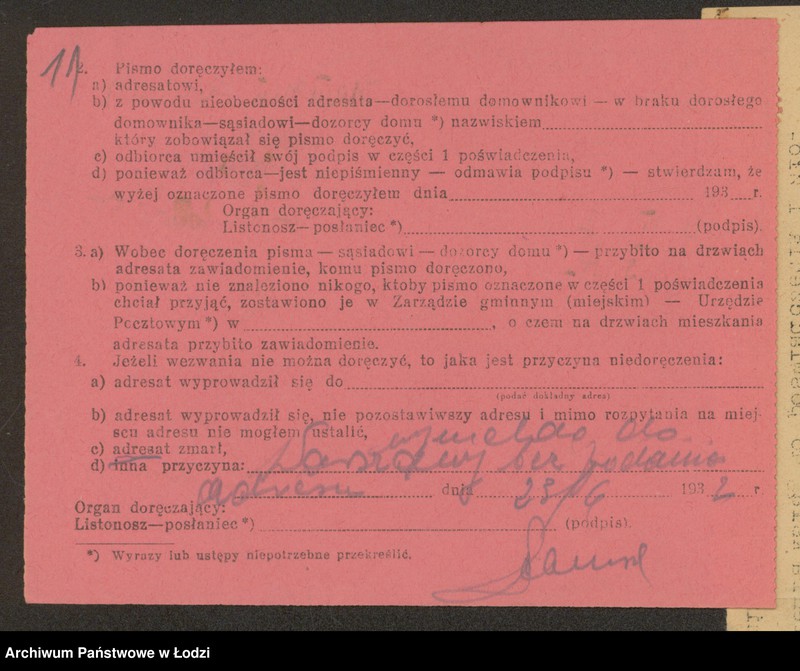 11
2. Pismo doręczyłem:
a) adresatowi,
b) z powodu nieobecności adresata—dorosłemu domownikowi — w braku dorosłego
domownika—sąsiadowi—dozorcy domu *) nazwiskiem
który zobowiązał się pismo doręczyć,
c) odbiorca umieścił swój podpis w części 1 poświadczenia,
d) ponieważ odbiorca—jest niepiśmienny — odmawia podpisu *) — stwierdzam, że
wyżej oznaczone pismo doręczyłem dnia 193 r.
Organ doręczający:
Listonosz—posłaniec *) (podpis).
3. a) Wobec doręczenia pisma — sąsiadowi — dozorcy domu *) — przybito na drzwiach
adresata zawiadomienie, komu pismo doręczono,
b) ponieważ nie znaleziono nikogo, ktoby pismo oznaczone w części 1 poświadczenia
chciał przyjąć, zostawiono je w Zarządzie gminnym (miejskim) — Urzędzie
Pocztowym *) w , o czem na drzwiach mieszkania
adresata przybito zawiadomienie.
4. Jeżeli wezwania nie można doręczyć, to jaka jest przyczyna niedoręczenia:
a) adresat wyprowadził się do
(podać dokładny adres)
b) adresat wyprowadził się, nie pozostawiwszy adresu i mimo rozpytania na miej-
scu adresu nie mogłem ustalić,
do
c) adresat zmarł,
d) inna przyczyna: Warszawy bez podania
adresu dnia 23/6 1932 r.
Organ doręczający:
Listonosz—posłaniec *) (podpis).
*) Wyrazy lub ustępy niepotrzebne przekreślić.
Archiwum Państwowe w Łodzi